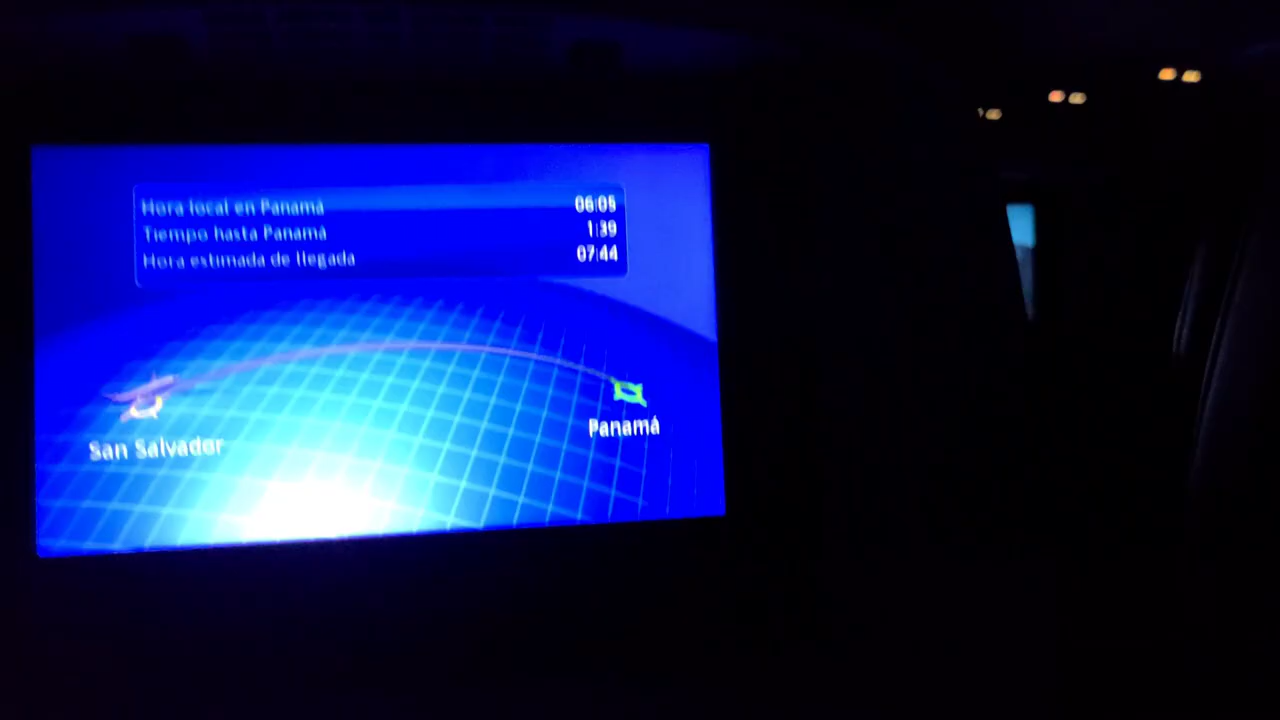 Hora local en Panamá 06:05
Tiempo hasta Panamá 1:39
Hora estimada de llegada 07:44
San Salvador
Panamá